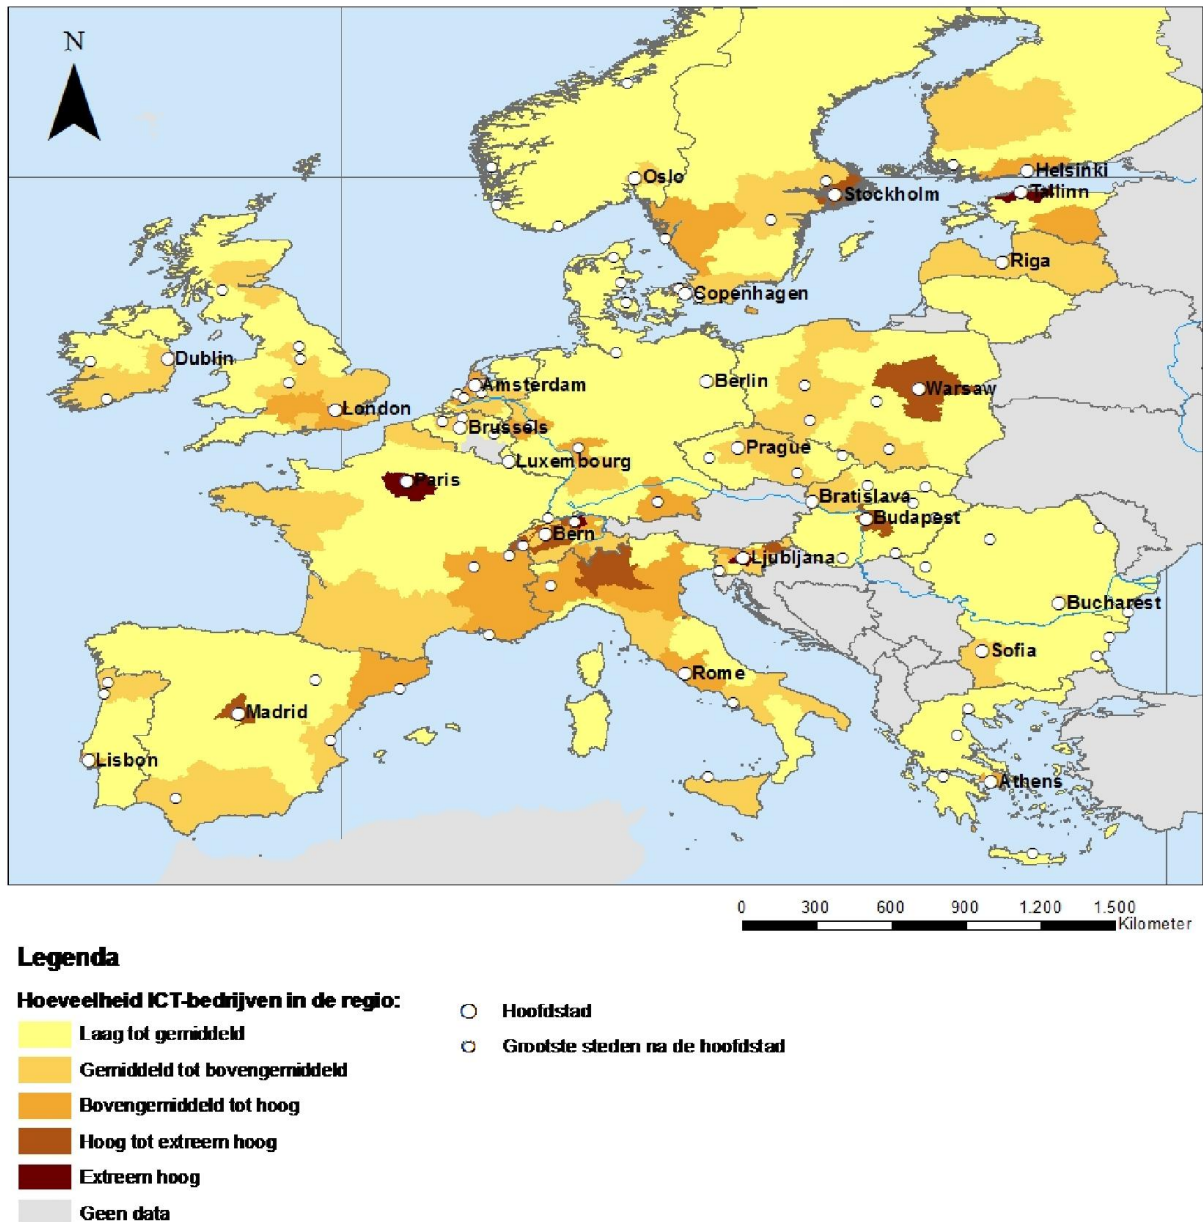 N
Oslo
Helsinki
Tallinn
Stockholm
Riga
Copenhagen
Dublin
Amsterdam
Berlin
Warsaw
London
Brussels
Prague
Luxembourg
Paris
Bratislava
Budapest
Bern
Ljubljana
Bucharest
Sofia
Rome
Madrid
Lisbon
Athens
0 300 600 900 1.200 1.500
Kilometer
Legenda
Hoeveelheid ICT-bedrijven in de regio:
Laag tot gemiddeld
Gemiddeld tot bovengemiddeld
Bovengemiddeld tot hoog
Hoog tot extreem hoog
Extreem hoog
Geen data
Hoofdstad
Grootste steden na de hoofdstad